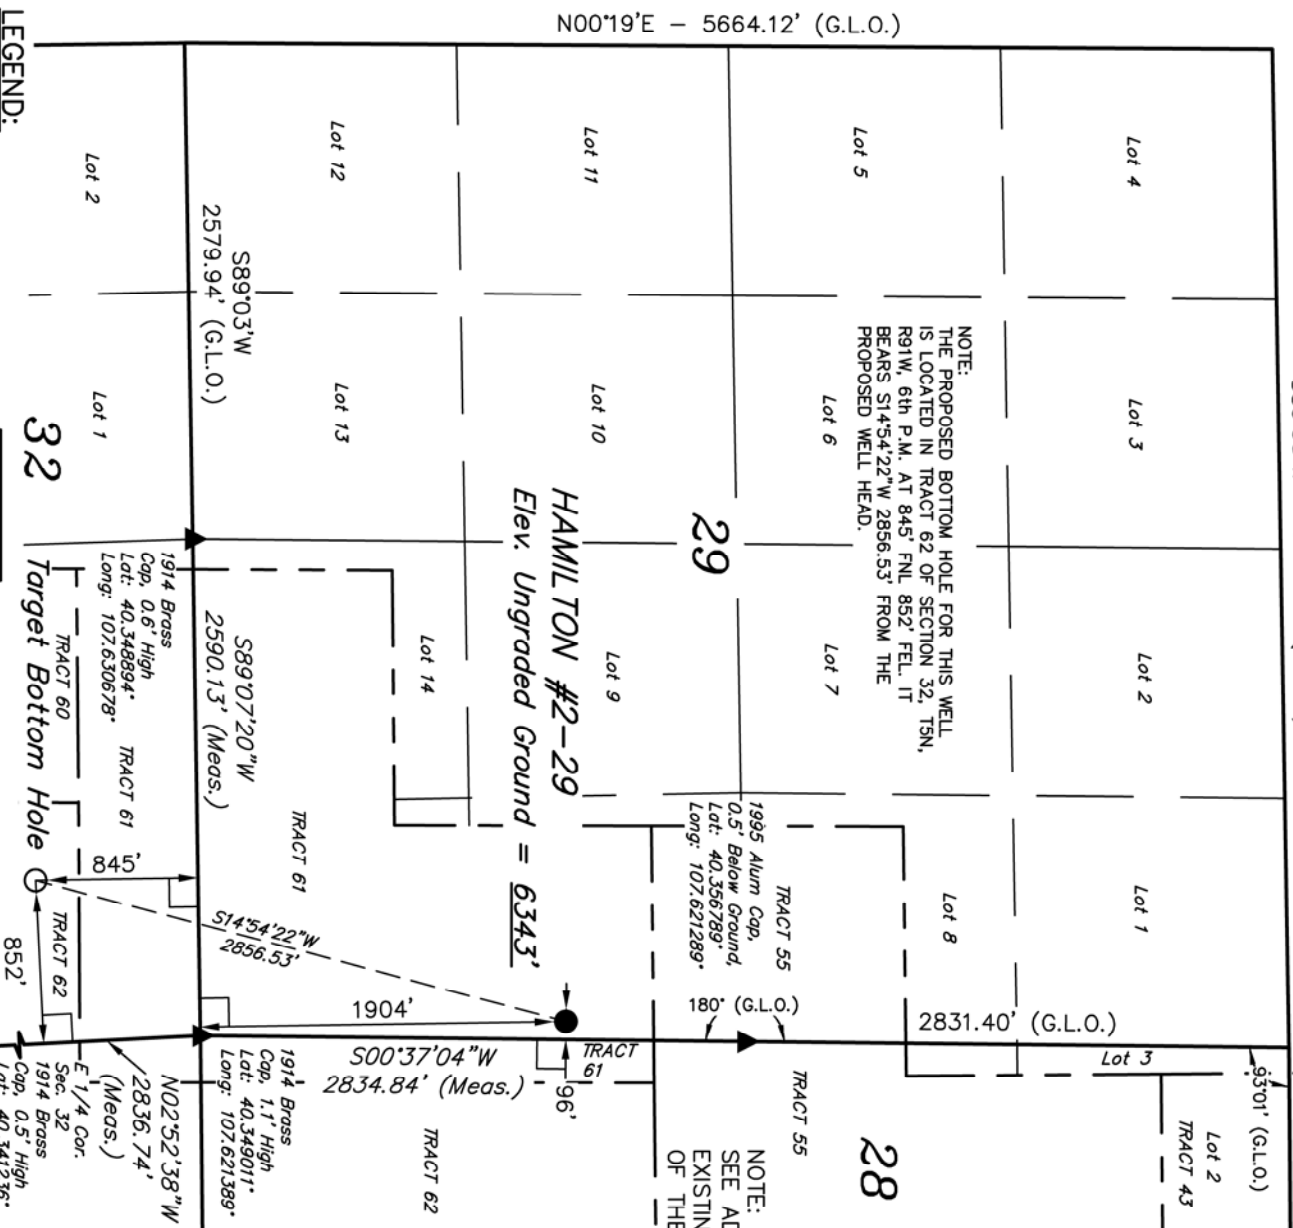 N00°19'E - 5664.12' (G.L.O.)
LEGEND:
Lot 2
Lot 12
Lot 11
Lot 5
Lot 4
S89°03'W
2579.94' (G.L.O.)
Lot 1
Lot 13
Lot 10
Lot 6
Lot 3
NOTE:
THE PROPOSED BOTTOM HOLE FOR THIS WELL
IS LOCATED IN TRACT 62 OF SECTION 32, T5N,
R91W, 6th P.M. AT 845' FNL 852' FEL. IT
BEARS S14°54'22"W 2856.53' FROM THE
PROPOSED WELL HEAD.
32
29
HAMILTON #2-29
Elev. Ungraded Ground = 6343'
1914 Brass
Cap, 0.6' High
Lat: 40.348894°
Long: 107.630678°
Target Bottom Hole
TRACT 60
TRACT 61
S89°07'20"W
2590.13' (Meas.)
Lot 14
Lot 9
Lot 7
Lot 2
TRACT 61
1995 Alum Cap,
0.5' Below Ground,
Lat: 40.356789°
Long: 107.621289°
TRACT 55
Lot 8
Lot 1
845'
S14°54'22"W
2856.53'
TRACT 62
852'
1904'
180° (G.L.O.)
2831.40' (G.L.O.)
S00°37'04"W
2834.84' (Meas.)
TRACT
61
96'
Lot 3
93°01' (G.L.O.)
N02°52'38"W
2836.74'
(Meas.)
E 1/4 Cor.
Sec. 32
1914 Brass
Cap, 0.5' High
Lat: 40.341236°
1914 Brass
Cap, 1.1' High
Lat: 40.349011°
Long: 107.621389°
TRACT 62
TRACT 55
28
Lot 2
TRACT 43
NOTE:
SEE AD
EXISTIN
OF THE